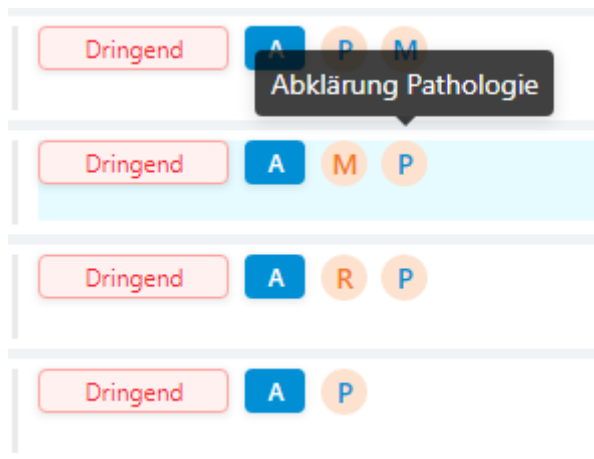 Dringend A P M
Abklärung Pathologie
Dringend A M P
Dringend A R P
Dringend A P